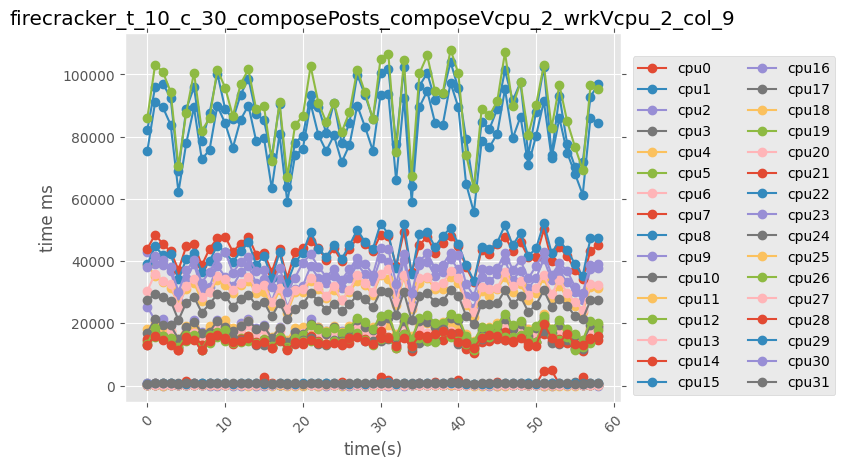 firecracker_t_10_c_30_composePosts_composeVcpu_2_wrkVcpu_2_col_9
time ms
100000
80000
60000
40000
20000
0
0
10
20
30
40
50
60
time(s)
cpu0
cpu1
cpu2
cpu3
cpu4
cpu5
cpu6
cpu7
cpu8
cpu9
cpu10
cpu11
cpu12
cpu13
cpu14
cpu15
cpu16
cpu17
cpu18
cpu19
cpu20
cpu21
cpu22
cpu23
cpu24
cpu25
cpu26
cpu27
cpu28
cpu29
cpu30
cpu31